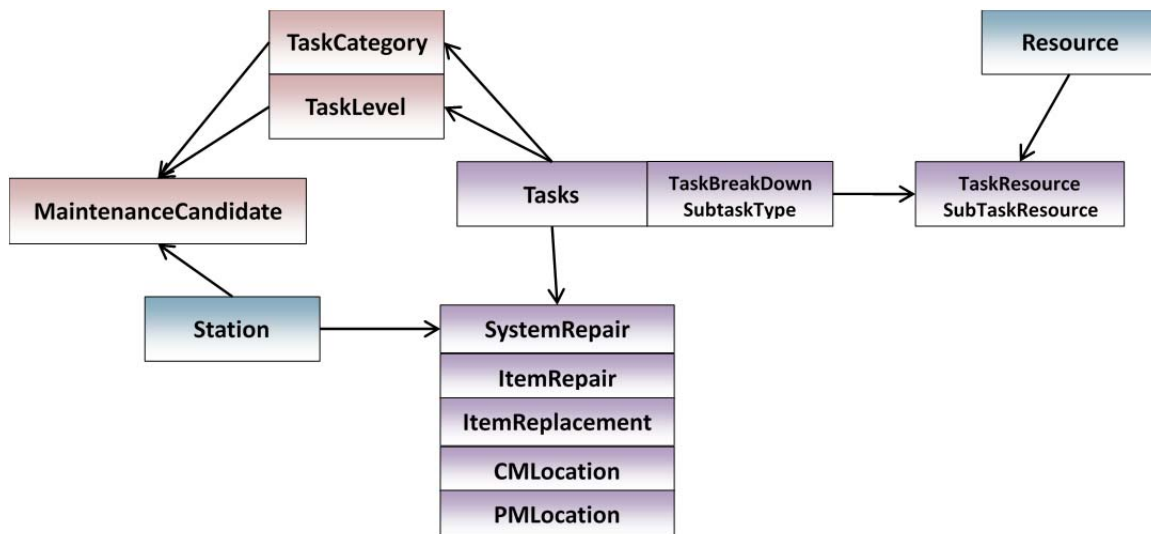 TaskCategory
Resource
TaskLevel
Tasks
TaskBreakDown
SubtaskType
TaskResource
SubTaskResource
MaintenanceCandidate
Station
SystemRepair
ItemRepair
ItemReplacement
CMLocation
PMLocation